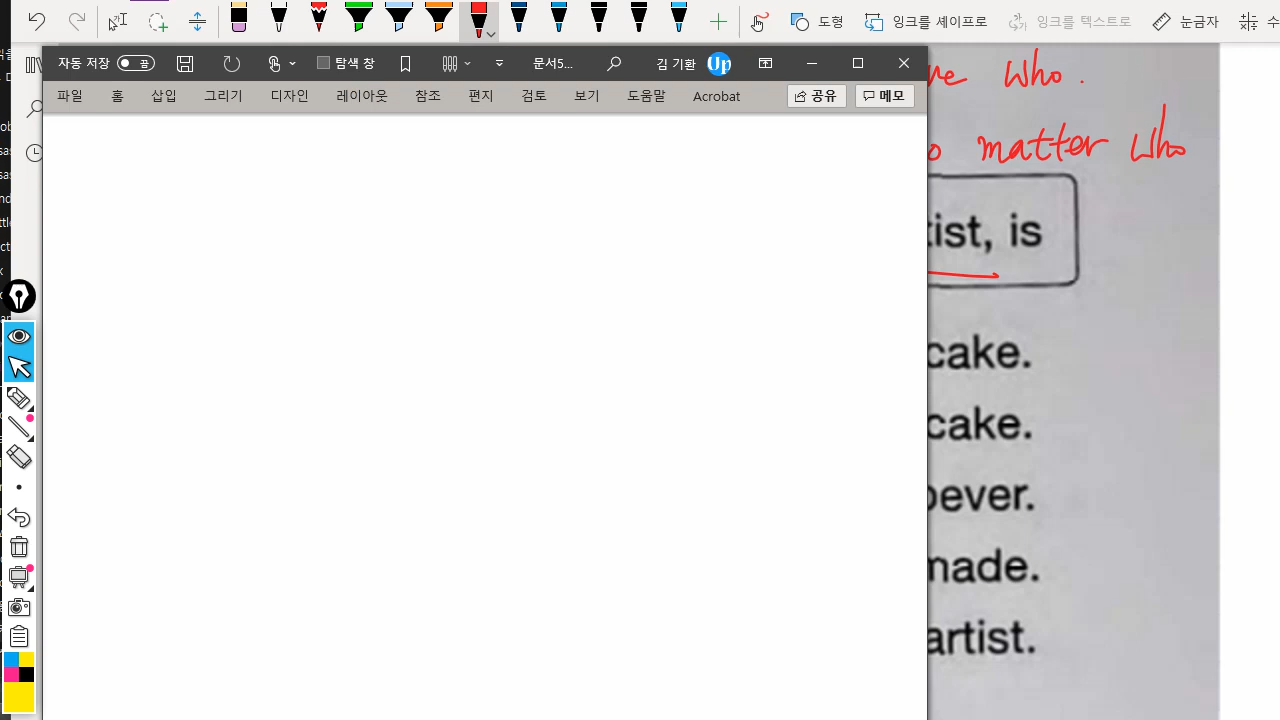 도형
잉크를 셰이프로
잉크를 텍스트로
눈금자
수
자동 저장
끔
탐색 창
문서5...
김 기환
Up
파일
홈
삽입
그리기
디자인
레이아웃
참조
편지
검토
보기
도움말
Acrobat
공유
메모
who.
matter who
tist, is
cake.
cake.
oever.
made.
artist.